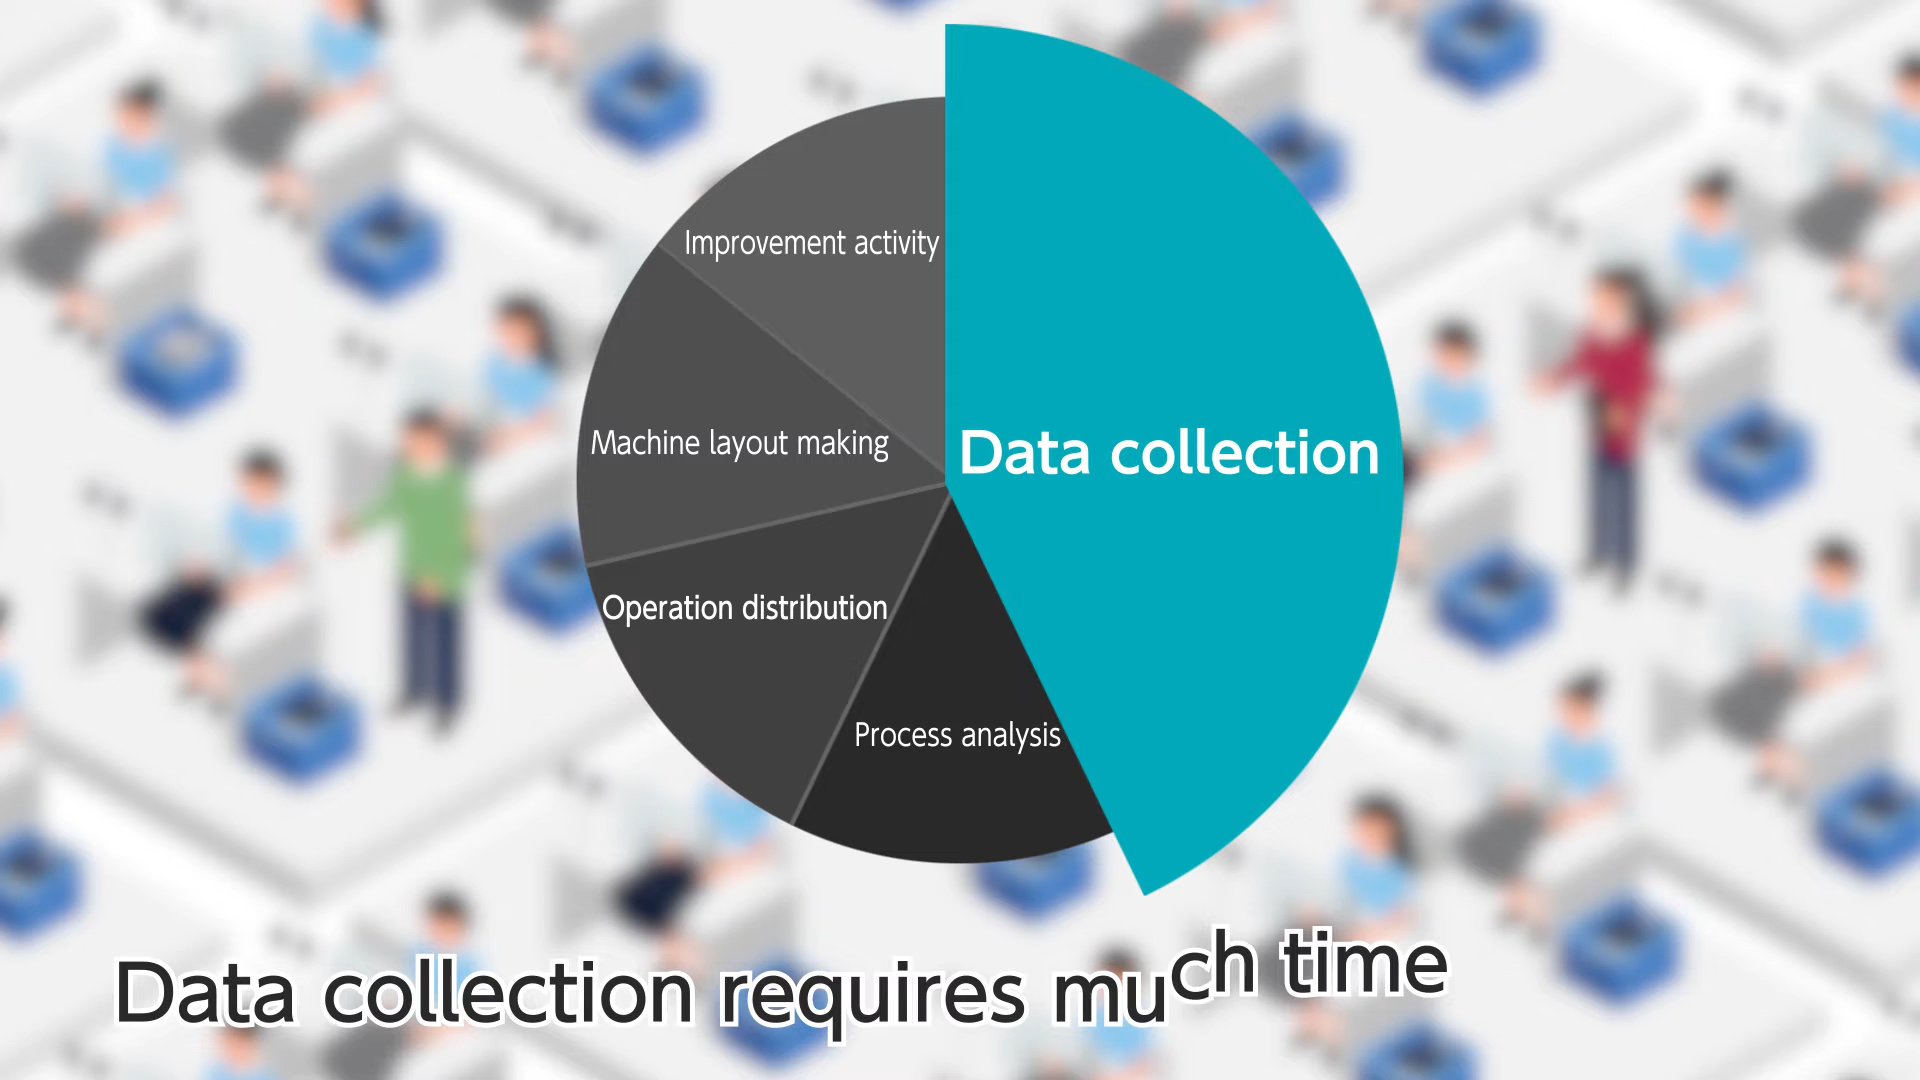 Improvement activity
Machine layout making
Data collection
Operation distribution
Process analysis
Data collection requires much time